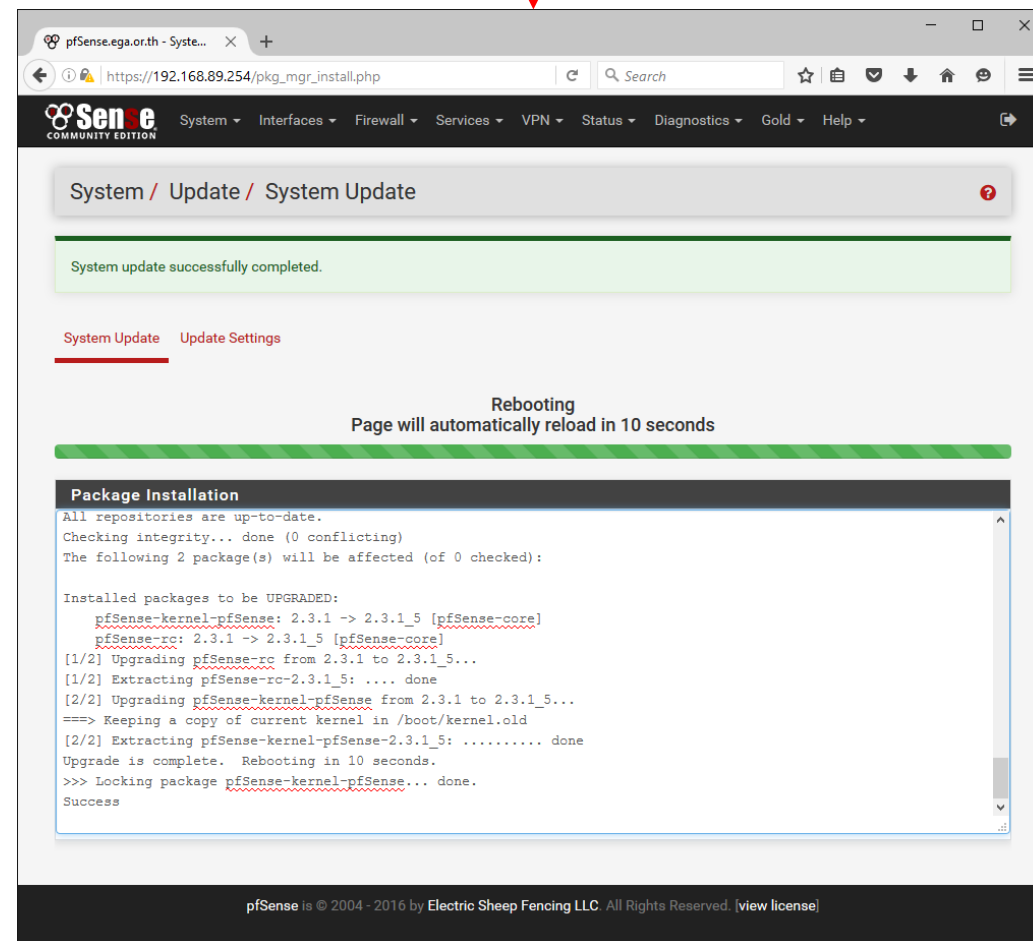 pfSense.ega.or.th - Syste...
https://192.168.89.254/pkg_mgr_install.php
Search
Sense
COMMUNITY EDITION
System Interfaces Firewall Services VPN Status Diagnostics Gold Help
System / Update / System Update
System update successfully completed.
System Update Update Settings
Rebooting
Page will automatically reload in 10 seconds
Package Installation
All repositories are up-to-date.
Checking integrity... done (0 conflicting)
The following 2 package(s) will be affected (of 0 checked):
Installed packages to be UPGRADED:
pfSense-kernel-pfSense: 2.3.1 -> 2.3.1_5 [pfSense-core]
pfSense-rc: 2.3.1 -> 2.3.1_5 [pfSense-core]
[1/2] Upgrading pfSense-rc from 2.3.1 to 2.3.1_5...
[1/2] Extracting pfSense-rc-2.3.1_5: .... done
[2/2] Upgrading pfSense-kernel-pfSense from 2.3.1 to 2.3.1_5...
===> Keeping a copy of current kernel in /boot/kernel.old
[2/2] Extracting pfSense-kernel-pfSense-2.3.1_5: .......... done
Upgrade is complete.  Rebooting in 10 seconds.
>>> Locking package pfSense-kernel-pfSense... done.
Success
pfSense is © 2004 - 2016 by Electric Sheep Fencing LLC. All Rights Reserved. [view license]